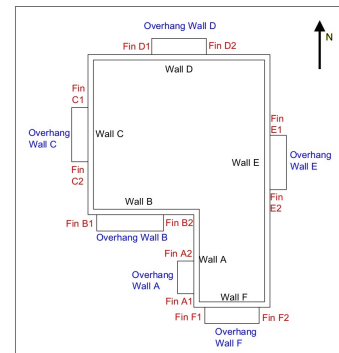 Overhang Wall D
N
Fin D1
Fin D2
Wall D
Fin
C1
Fin
E1
Overhang
Wall C
Wall C
Wall E
Overhang
Wall E
Fin
C2
Fin
E2
Wall B
Fin B1
Fin B2
Overhang Wall B
Fin A2
Wall A
Overhang
Wall A
Fin A1
Wall F
Fin F1
Fin F2
Overhang
Wall F